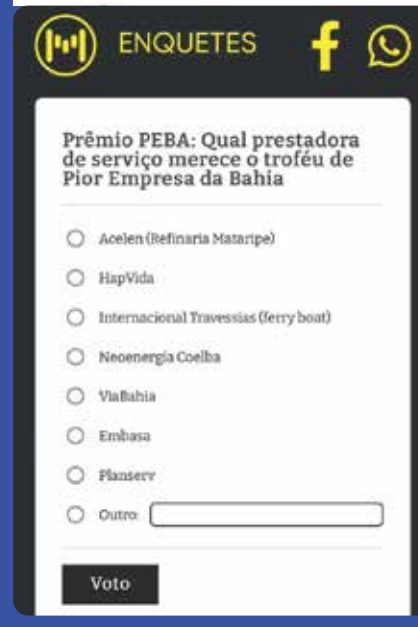 ENQUETES
Prêmio PEBA: Qual prestadora
de serviço merece o troféu de
Pior Empresa da Bahia
Acelen (Refinaria Mataripe)
HapVida
Internacional Travessias (ferry boat)
Neoenergia Coelba
ViaBahia
Embasa
Planserv
Outro:
Voto